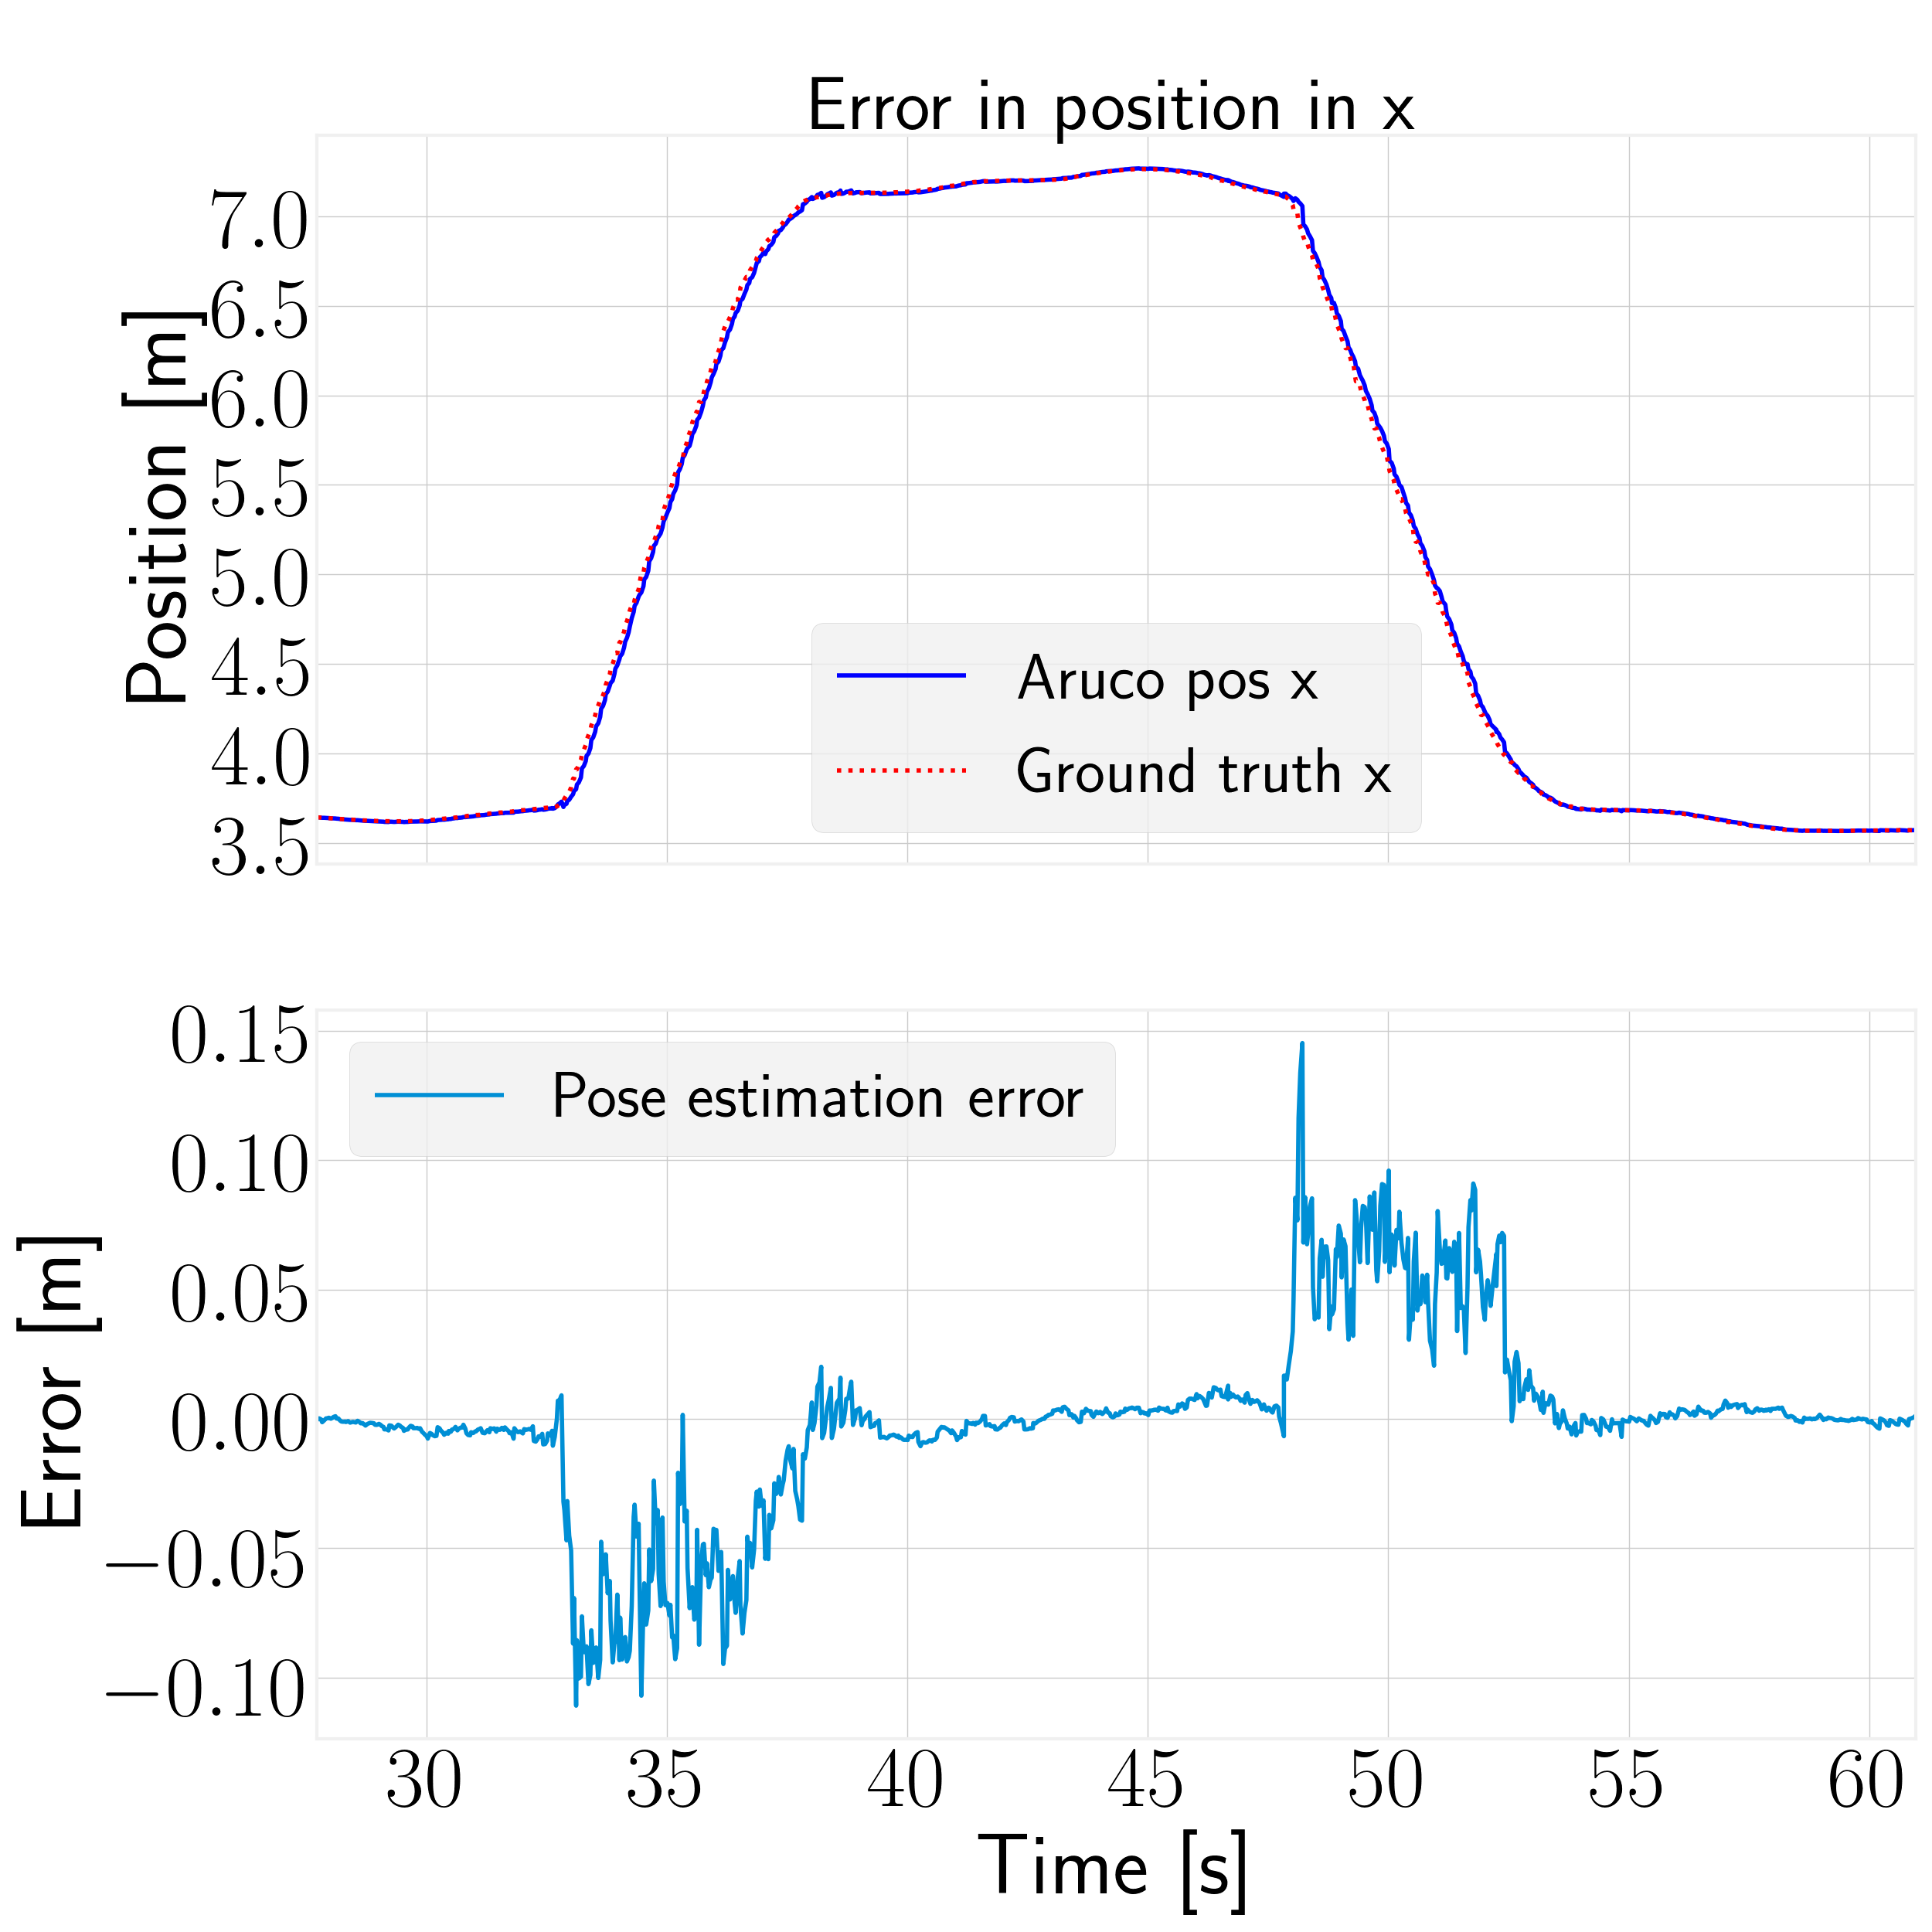 Error in position in x
Position [m]
7.0
6.5
6.0
5.5
5.0
4.5
4.0
3.5
Aruco pos x
Ground truth x
Error [m]
0.15
0.10
0.05
0.00
−0.05
−0.10
Pose estimation error
30 35 40 45 50 55 60
Time [s]